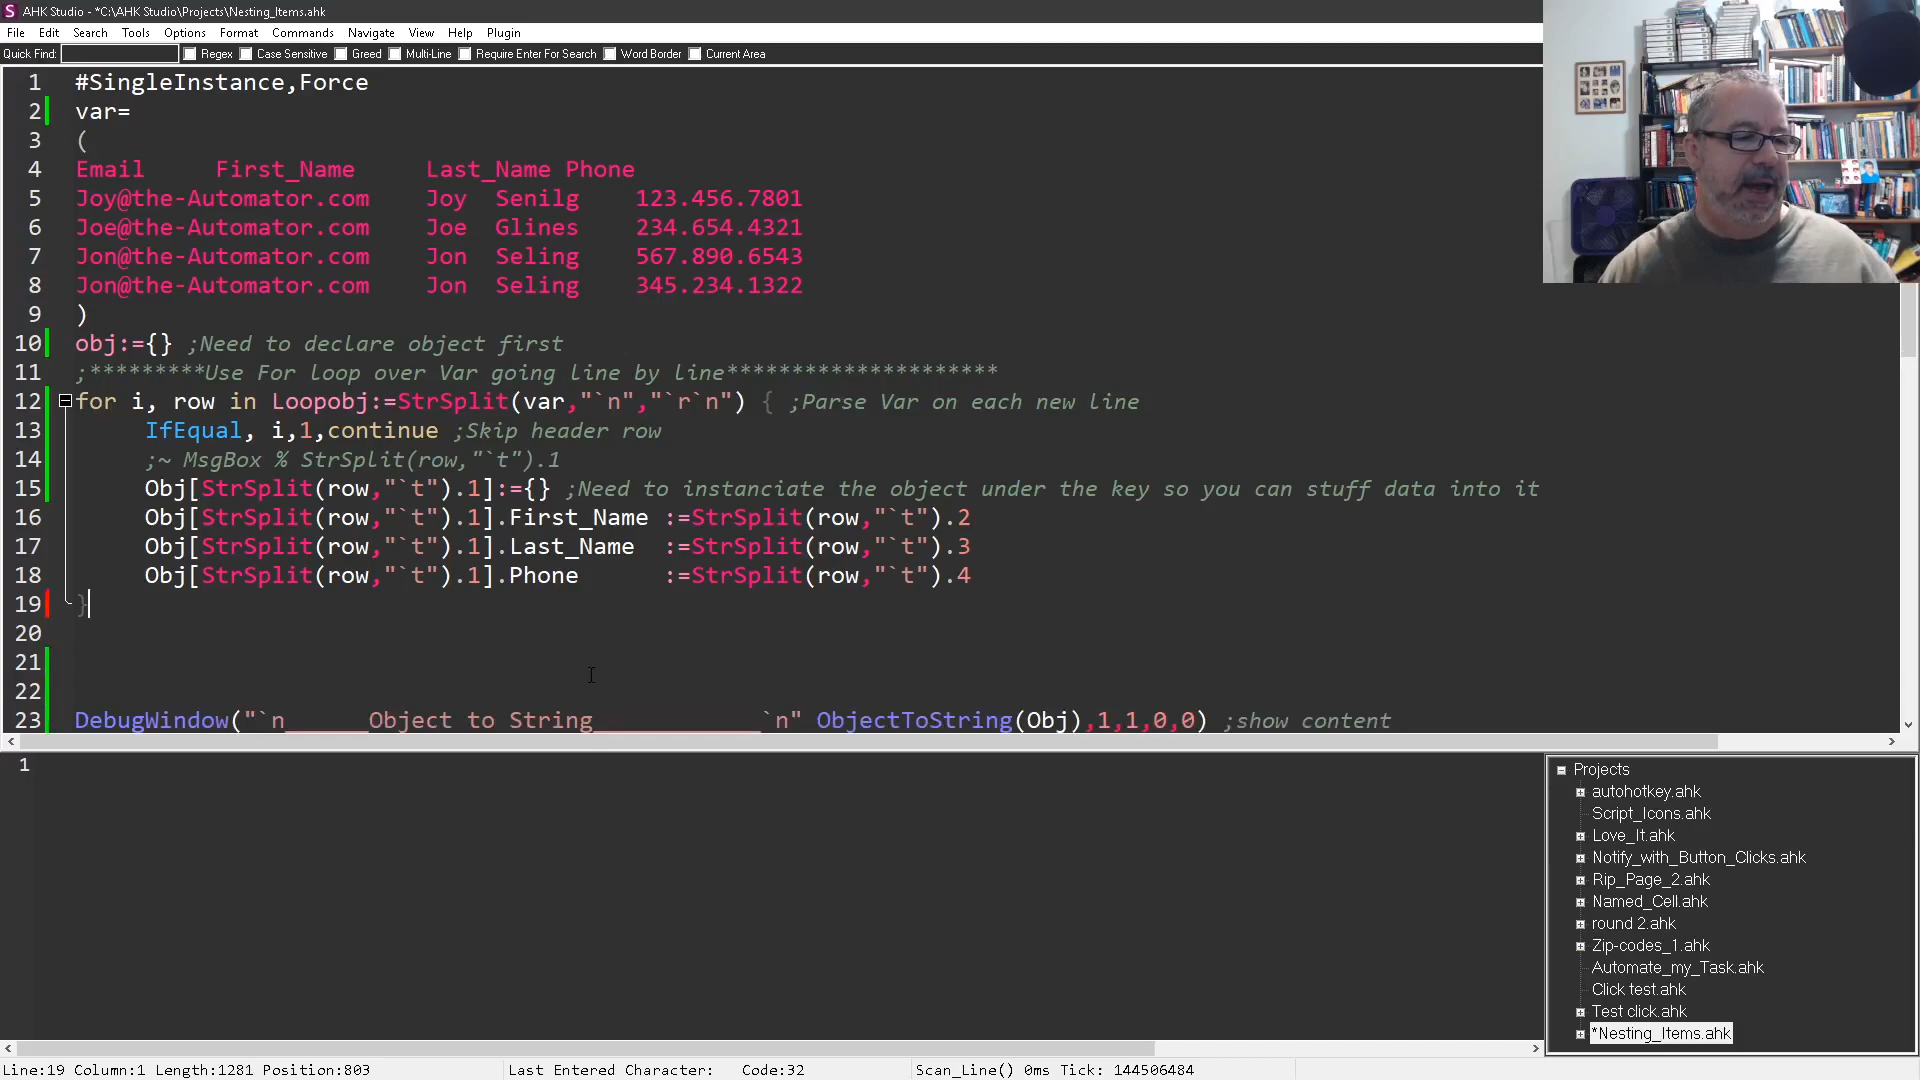 S AHK Studio - *C:\AHK Studio\Projects\Nesting_Items.ahk
File Edit Search Tools Options Format Commands Navigate View Help Plugin
Quick Find: Regex Case Sensitive Greed Multi-Line Require Enter For Search Word Border Current Area
1 #SingleInstance,Force
2 var=
3 (
4 Email First_Name Last_Name Phone
5 Joy@the-Automator.com Joy Senilg 123.456.7801
6 Joe@the-Automator.com Joe Glines 234.654.4321
7 Jon@the-Automator.com Jon Seling 567.890.6543
8 Jon@the-Automator.com Jon Seling 345.234.1322
9 )
10 obj:={} ;Need to declare object first
11 ;*********Use For loop over Var going line by line*********************
12 for i, row in Loopobj:=StrSplit(var,"`n","`r`n") { ;Parse Var on each new line
13 IfEqual, i,1,continue ;Skip header row
14 ;~ MsgBox % StrSplit(row,"`t").1
15 Obj[StrSplit(row,"`t").1]:={} ;Need to instanciate the object under the key so you can stuff data into it
16 Obj[StrSplit(row,"`t").1].First_Name :=StrSplit(row,"`t").2
17 Obj[StrSplit(row,"`t").1].Last_Name :=StrSplit(row,"`t").3
18 Obj[StrSplit(row,"`t").1].Phone :=StrSplit(row,"`t").4
19 }
20
21
22
23 DebugWindow("`n______Object to String____________`n" ObjectToString(Obj),1,1,0,0) ;show content
1
Projects
autohotkey.ahk
Script_Icons.ahk
Love_It.ahk
Notify_with_Button_Clicks.ahk
Rip_Page_2.ahk
Named_Cell.ahk
round 2.ahk
Zip-codes_1.ahk
Automate_my_Task.ahk
Click test.ahk
Test click.ahk
*Nesting_Items.ahk
Line:19 Column:1 Length:1281 Position:803 Last Entered Character: Code:32 Scan_Line() 0ms Tick: 144506484